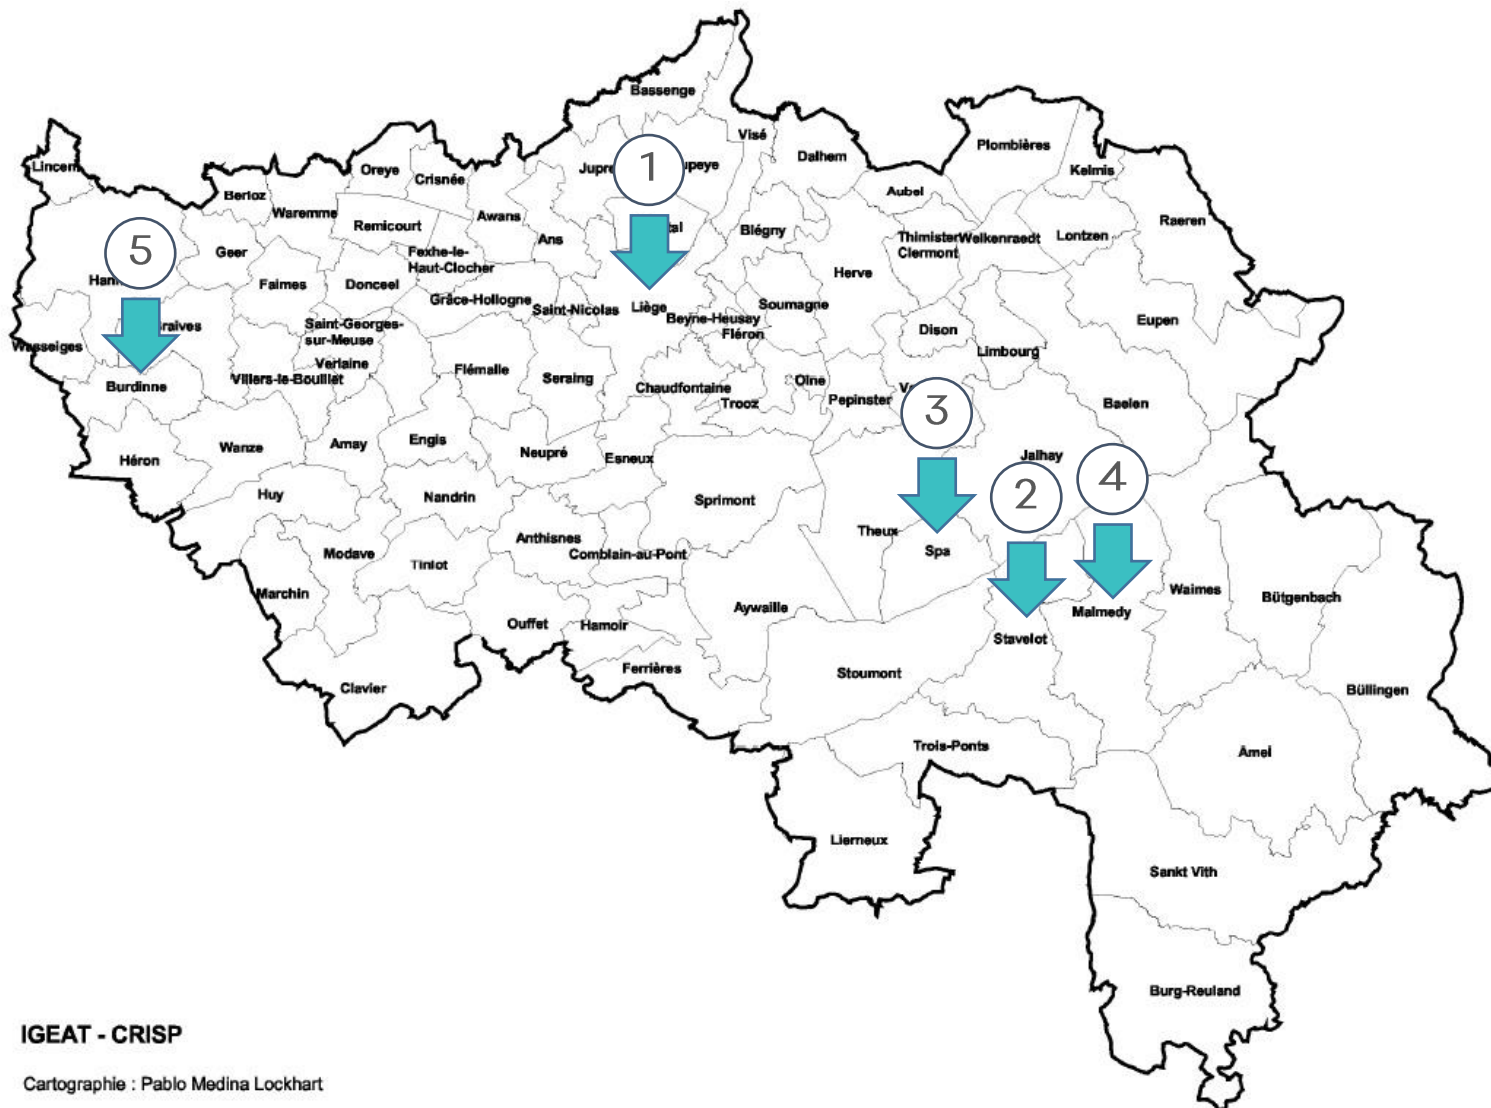 Bassenge
Visé
Dalhem
Plombières
Kelmis
Lincent
Oreye
Crisnée
1
Aubel
Berloz
Waremme
Awans
Raeren
Remicourt
Ans
Blégny
Thimister
Clermont
Welkenraedt
Lontzen
5
Geer
Fexhe-le-
Haut-Clocher
Herve
Faimes
Donceel
Grâce-Hollogne
Saint-Nicolas
Liège
Soumagne
Beyne-Heusay
Fléron
Eupen
Dison
Saint-Georges-
sur-Meuse
Wasseiges
Limbourg
Verlaine
Villers-le-Bouillet
Burdinne
Flémalle
Seraing
Chaudfontaine
Olne
Trooz
Pepinster
3
Baelen
Héron
Wanze
Amay
Engis
Neupré
Esneux
Jalhay
2
4
Huy
Nandrin
Sprimont
Theux
Spa
Anthisnes
Comblain-au-Pont
Modave
Tinlot
Marchin
Waimes
Bütgenbach
Aywaille
Malmedy
Ouffet
Hamoir
Stavelot
Ferrières
Stoumont
Clavier
Büllingen
Trois-Ponts
Amel
Lierneux
Sankt Vith
Burg-Reuland
IGEAT - CRISP
Cartographie : Pablo Medina Lockhart